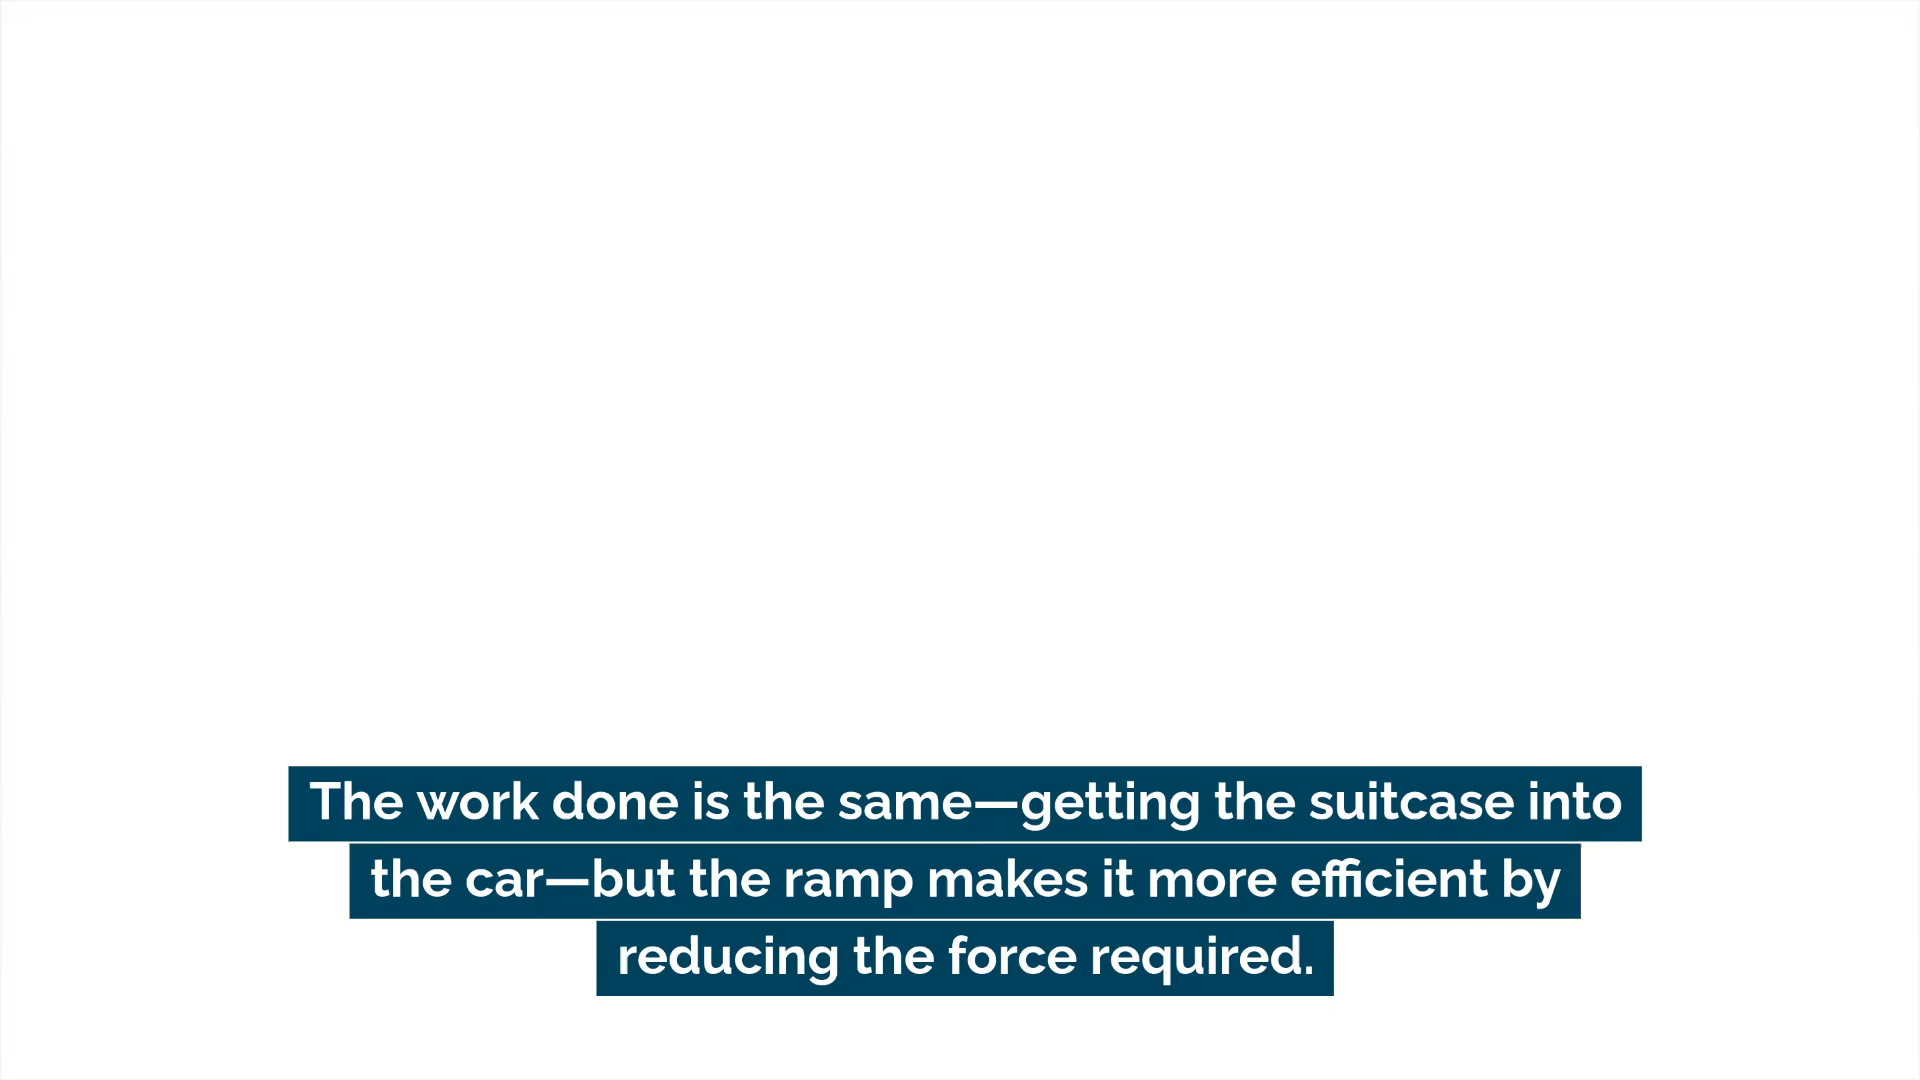 The work done is the same—getting the suitcase into
the car—but the ramp makes it more efficient by
reducing the force required.